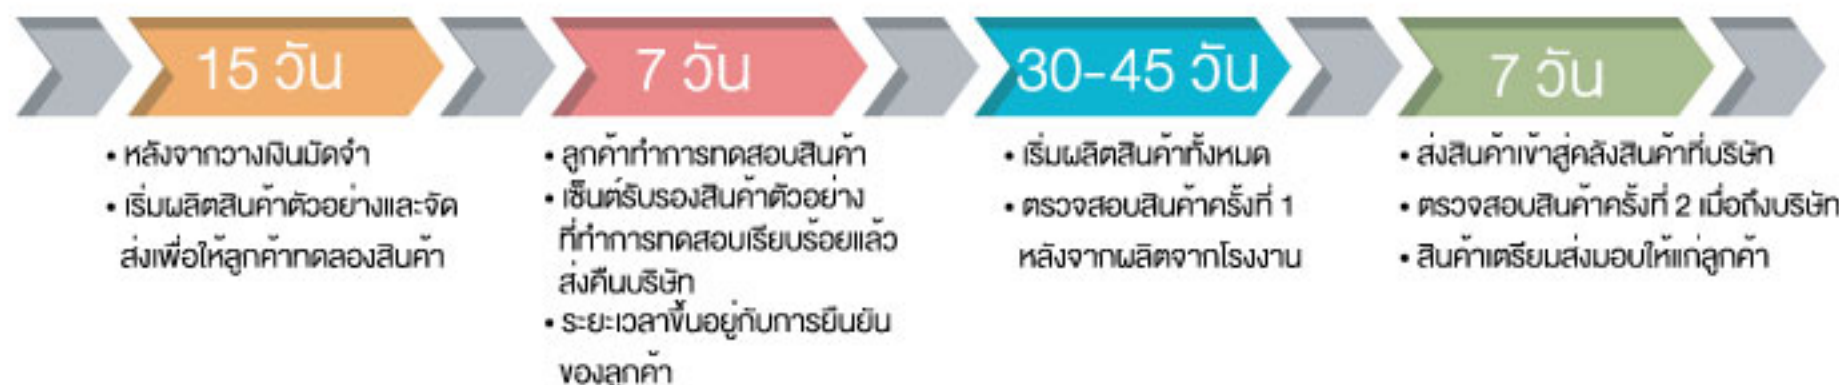 15 วัน
• หลังจากวางเงินมัดจำ
• เริ่มผลิตสินค้าตัวอย่างและจัด
ส่งเพื่อให้ลูกค้าทดลองสินค้า
7 วัน
• ลูกค้าทำการทดสอบสินค้า
• เซ็นต์รับรองสินค้าตัวอย่าง
ที่ทำการทดสอบเรียบร้อยแล้ว
ส่งคืนบริษัท
• ระยะเวลาขึ้นอยู่กับการยืนยัน
ของลูกค้า
30-45 วัน
• เริ่มผลิตสินค้าทั้งหมด
• ตรวจสอบสินค้าครั้งที่ 1
หลังจากผลิตจากโรงงาน
7 วัน
• ส่งสินค้าเข้าสู่คลังสินค้าที่บริษัท
• ตรวจสอบสินค้าครั้งที่ 2 เมื่อถึงบริษัท
• สินค้าเตรียมส่งมอบให้แก่ลูกค้า